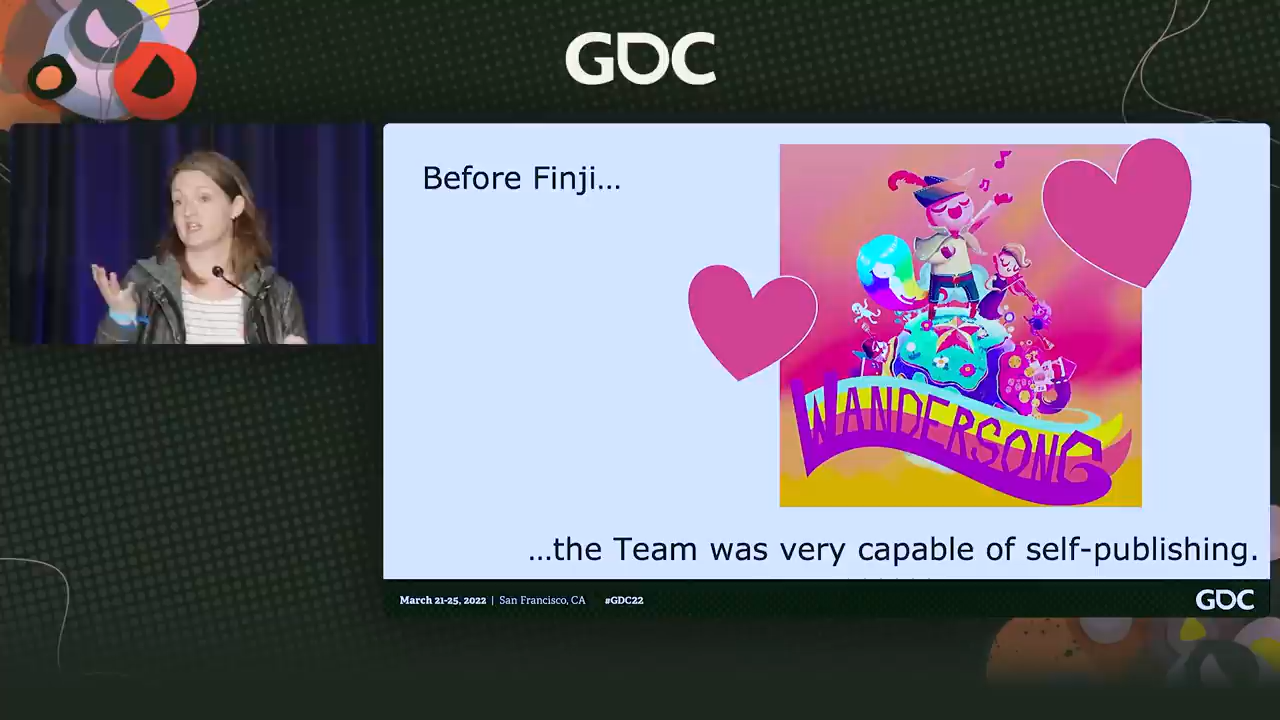 GDC
Before Finji...
WANDERSONG
...the Team was very capable of self-publishing.
March 21-25, 2022 | San Francisco, CA #GDC22
GDC